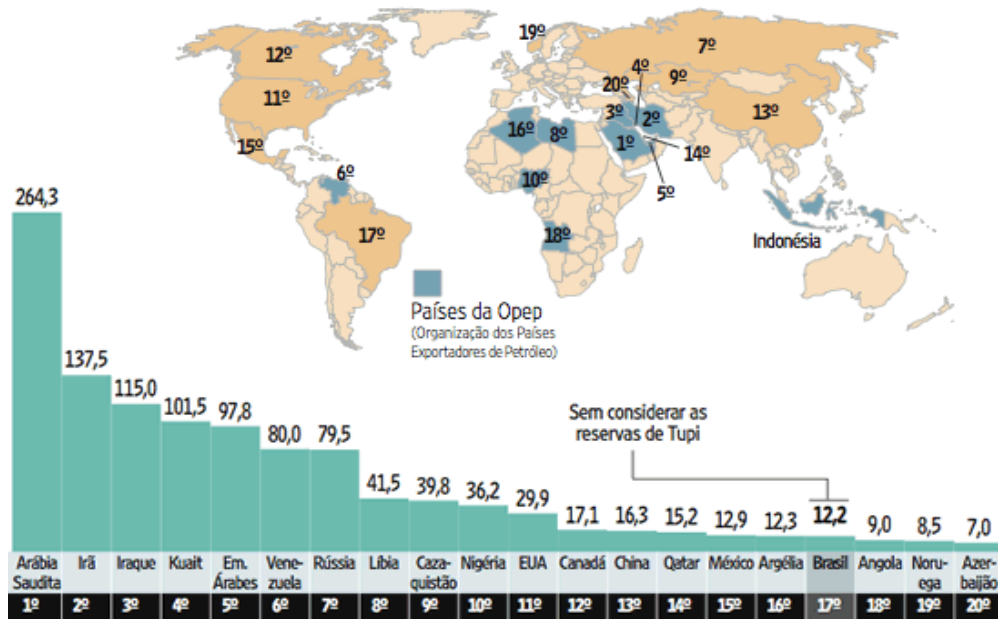 19º
12º
7º
4º
9º
20º
11º
3º
2º
13º
16º
8º
1º
15º
14º
6º
10º
5º
17º
18º
Indonésia
Países da Opep
(Organização dos Países
Exportadores de Petróleo)
Sem considerar as
reservas de Tupi
264,3
137,5
115,0
101,5
97,8
80,0
79,5
41,5
39,8
36,2
29,9
17,1
16,3
15,2
12,9
12,3
12,2
9,0
8,5
7,0
Arábia
Saudita
Irã
Iraque
Kuait
Em.
Árabes
Vene-
zuela
Rússia
Líbia
Caza-
quistão
Nigéria
EUA
Canadá
China
Qatar
México
Argélia
Brasil
Angola
Noru-
ega
Azer-
baijão
1º
2º
3º
4º
5º
6º
7º
8º
9º
10º
11º
12º
13º
14º
15º
16º
17º
18º
19º
20º